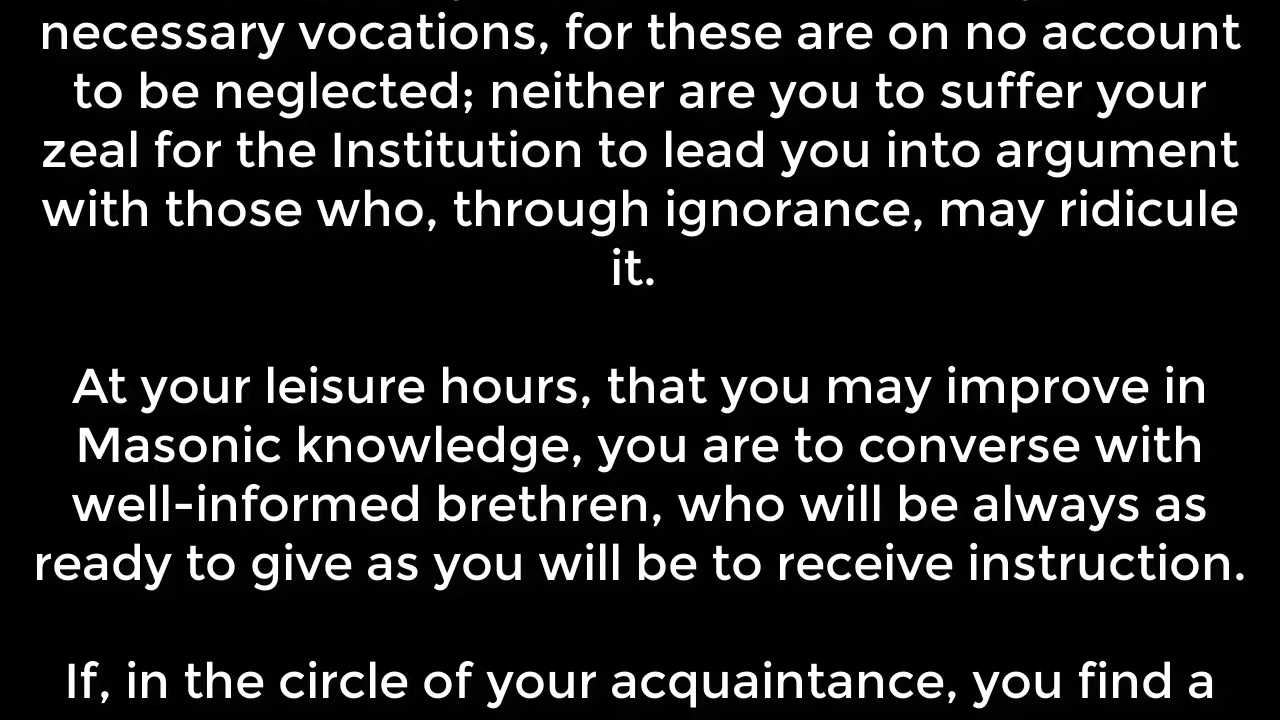 necessary vocations, for these are on no account
to be neglected; neither are you to suffer your
zeal for the Institution to lead you into argument
with those who, through ignorance, may ridicule
it.
At your leisure hours, that you may improve in
Masonic knowledge, you are to converse with
well-informed brethren, who will be always as
ready to give as you will be to receive instruction.
If, in the circle of your acquaintance, you find a